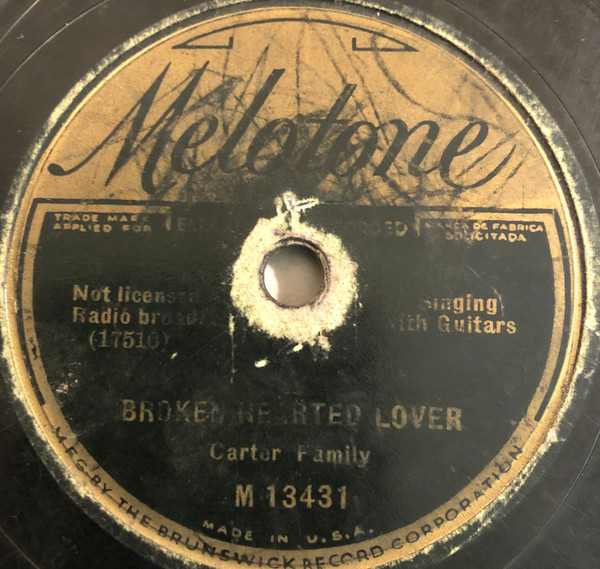 Melotone
TRADE MARK
APPLIED FOR
MARCA DE FABRICA
SOLICITADA
Not licensed Singing
Radio with Guitars
(17510)
BROKEN HEARTED LOVER
Carter Family
M 13431
MADE IN U.S.A.
MFG. BY THE BRUNSWICK RECORD CORPORATION